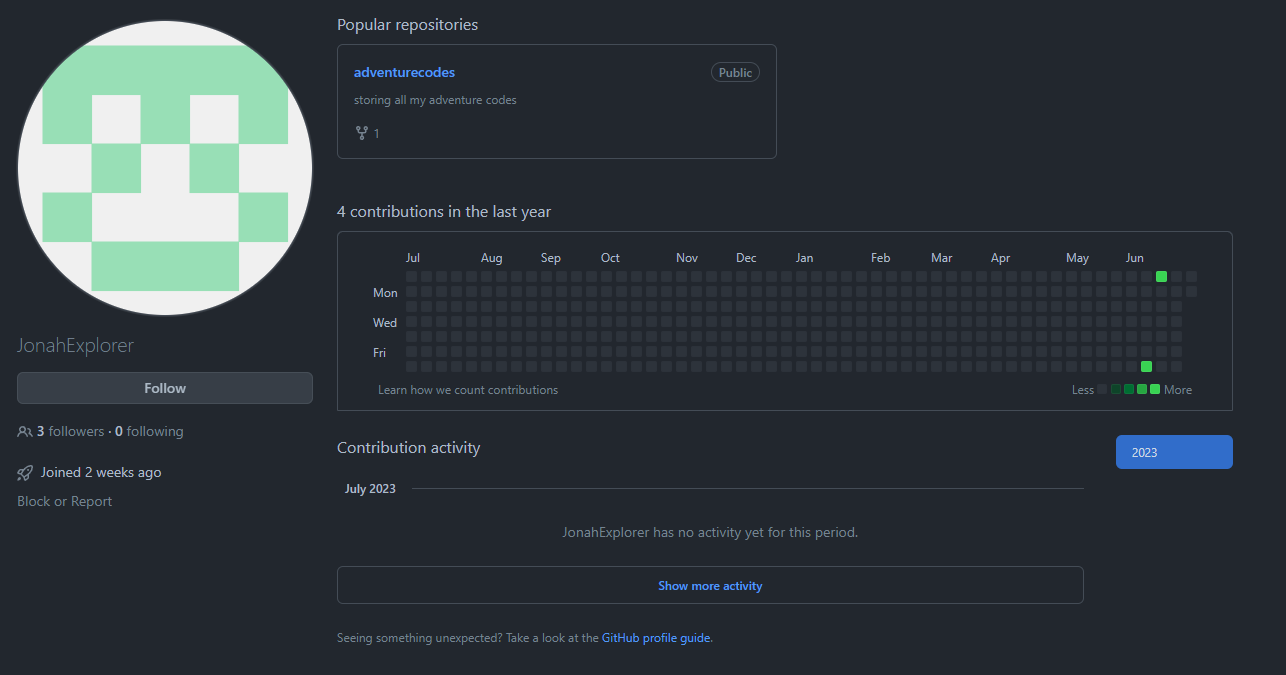 Popular repositories
adventurecodes
Public
storing all my adventure codes
1
JonahExplorer
Follow
3 followers · 0 following
Joined 2 weeks ago
Block or Report
4 contributions in the last year
Jul Aug Sep Oct Nov Dec Jan Feb Mar Apr May Jun
Mon
Wed
Fri
Learn how we count contributions
Less More
Contribution activity
2023
July 2023
JonahExplorer has no activity yet for this period.
Show more activity
Seeing something unexpected? Take a look at the GitHub profile guide.